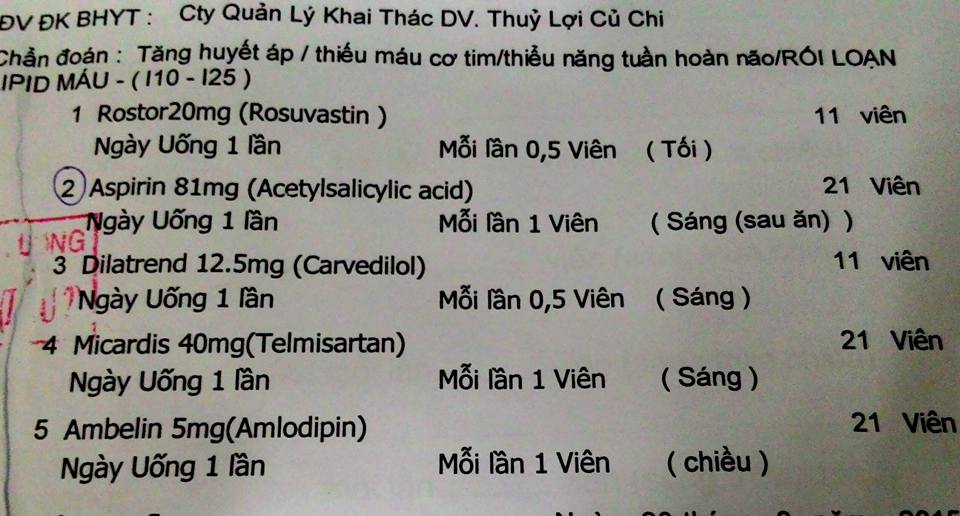 ĐV ĐK BHYT : Cty Quản Lý Khai Thác DV. Thuỷ Lợi Củ Chi
Chẩn đoán : Tăng huyết áp / thiếu máu cơ tim/thiểu năng tuần hoàn não/RỐI LOẠN
IPID MÁU - ( I10 - I25 )
1 Rostor20mg (Rosuvastin ) 11 viên
Ngày Uống 1 lần Mỗi lần 0,5 Viên ( Tối )
2 Aspirin 81mg (Acetylsalicylic acid) 21 Viên
Ngày Uống 1 lần Mỗi lần 1 Viên ( Sáng (sau ăn) )
3 Dilatrend 12.5mg (Carvedilol) 11 viên
Ngày Uống 1 lần Mỗi lần 0,5 Viên ( Sáng )
4 Micardis 40mg(Telmisartan) 21 Viên
Ngày Uống 1 lần Mỗi lần 1 Viên ( Sáng )
5 Ambelin 5mg(Amlodipin) 21 Viên
Ngày Uống 1 lần Mỗi lần 1 Viên ( chiều )